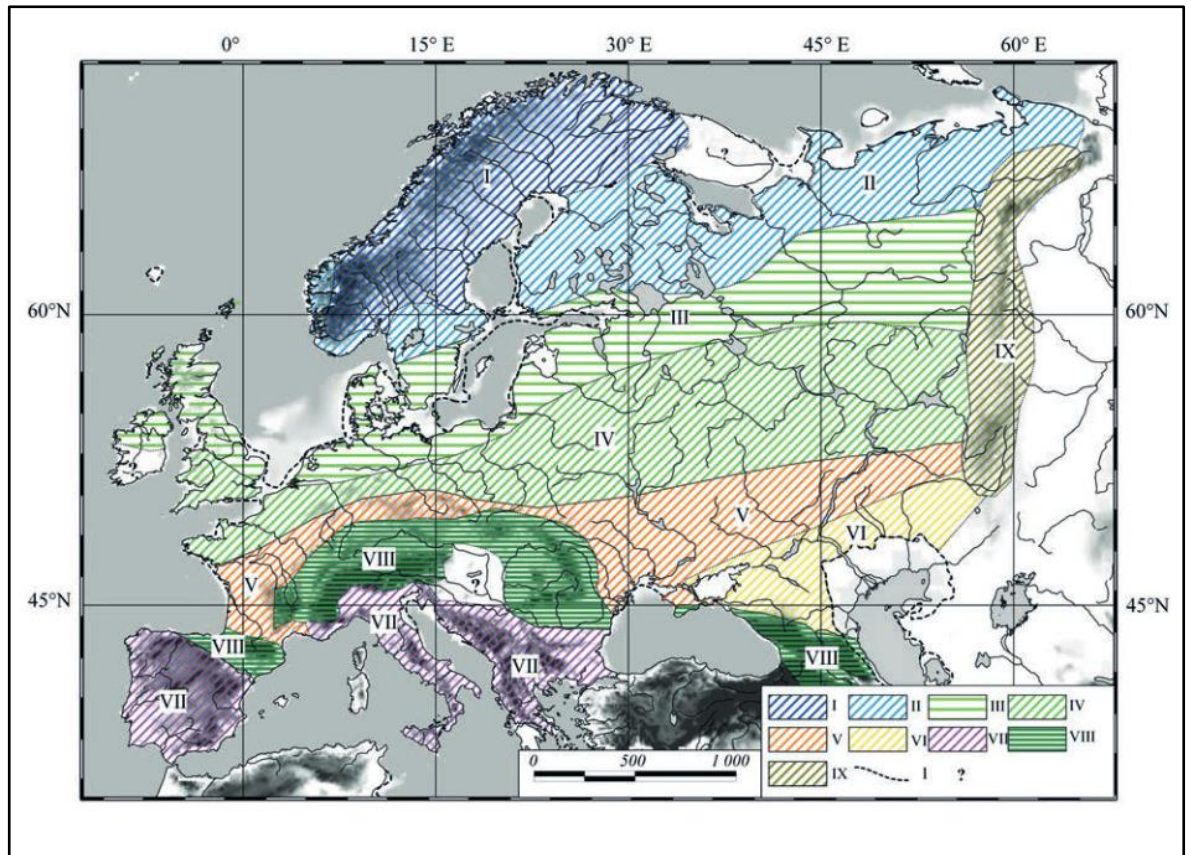 0° 15° E 30° E 45° E 60° E
?
I
II
60°N 60°N
III
IX
IV
?
V
VI
VIII
V
?
45°N 45°N
VIII
VII
VIII
VII
VII
I II III IV
V VI VII VIII
IX I ?
0 500 1 000